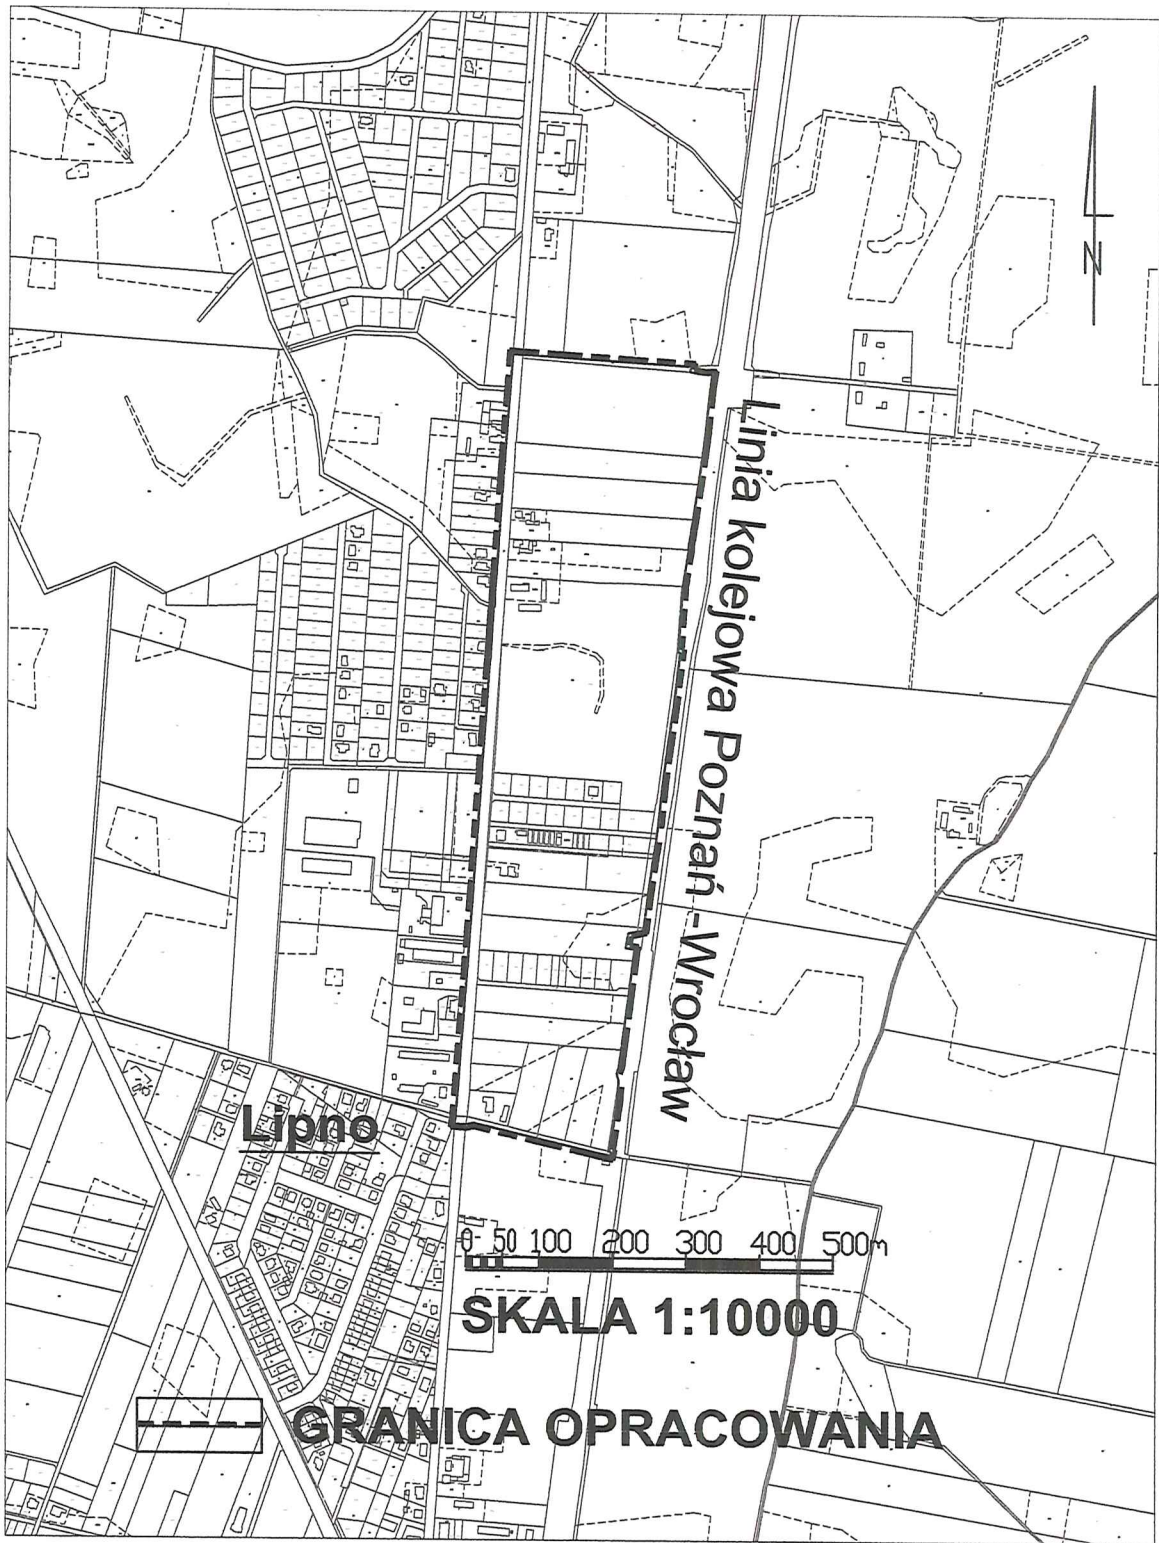 N
Linia kolejowa Poznań -Wrocław
Lipno
0 50 100 200 300 400 500m
SKALA 1:10000
GRANICA OPRACOWANIA